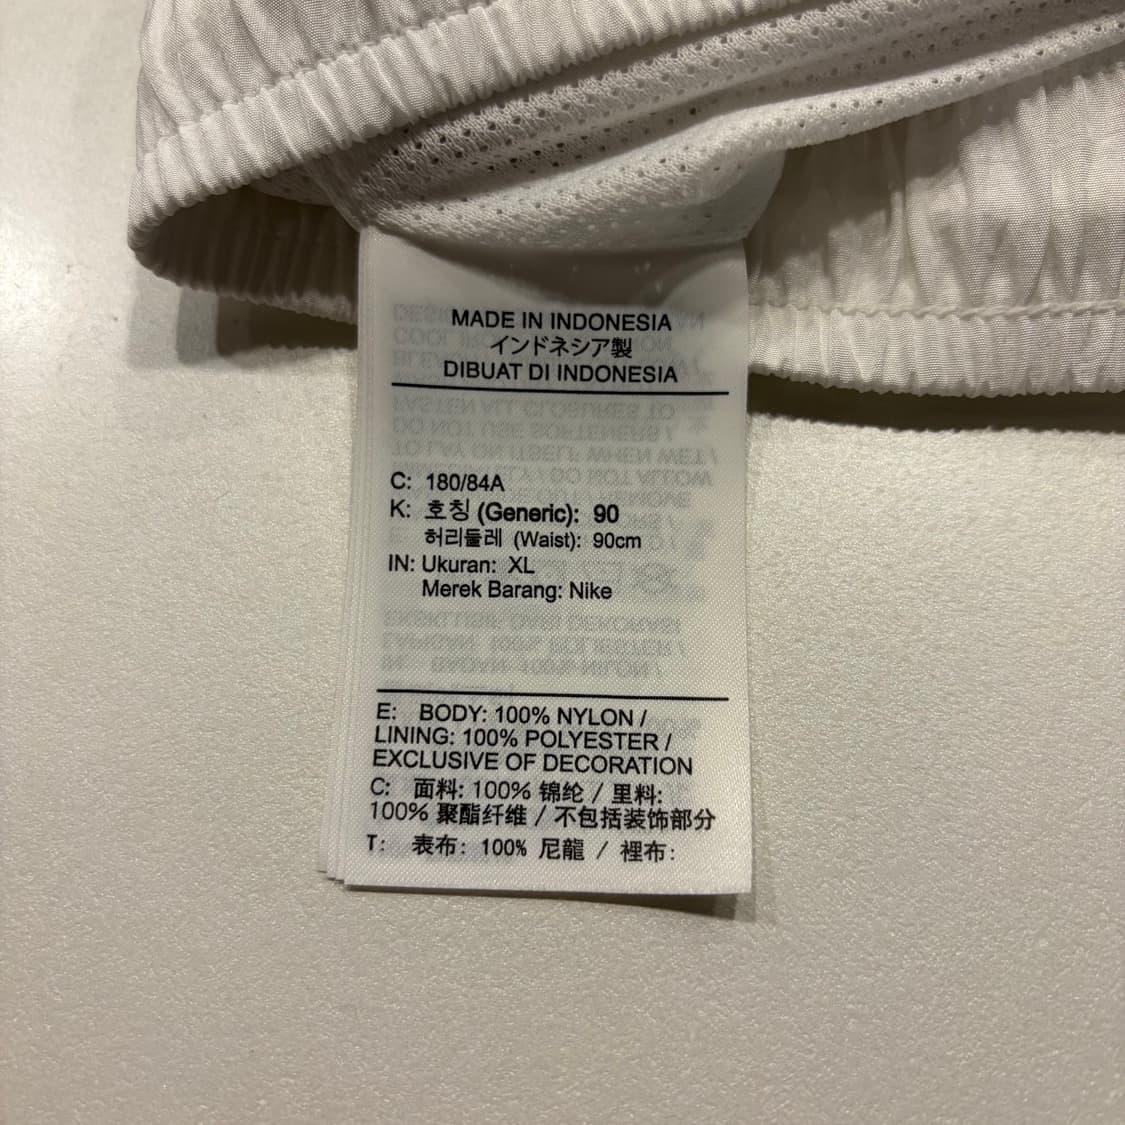 MADE IN INDONESIA
インドネシア製
DIBUAT DI INDONESIA
C: 180/84A
K: 호칭 (Generic): 90
허리둘레 (Waist): 90cm
IN: Ukuran: XL
Merek Barang: Nike
E: BODY: 100% NYLON /
LINING: 100% POLYESTER /
EXCLUSIVE OF DECORATION
C: 面料: 100% 锦纶 / 里料:
100% 聚酯纤维 / 不包括装饰部分
T: 表布: 100% 尼龍 / 裡布: